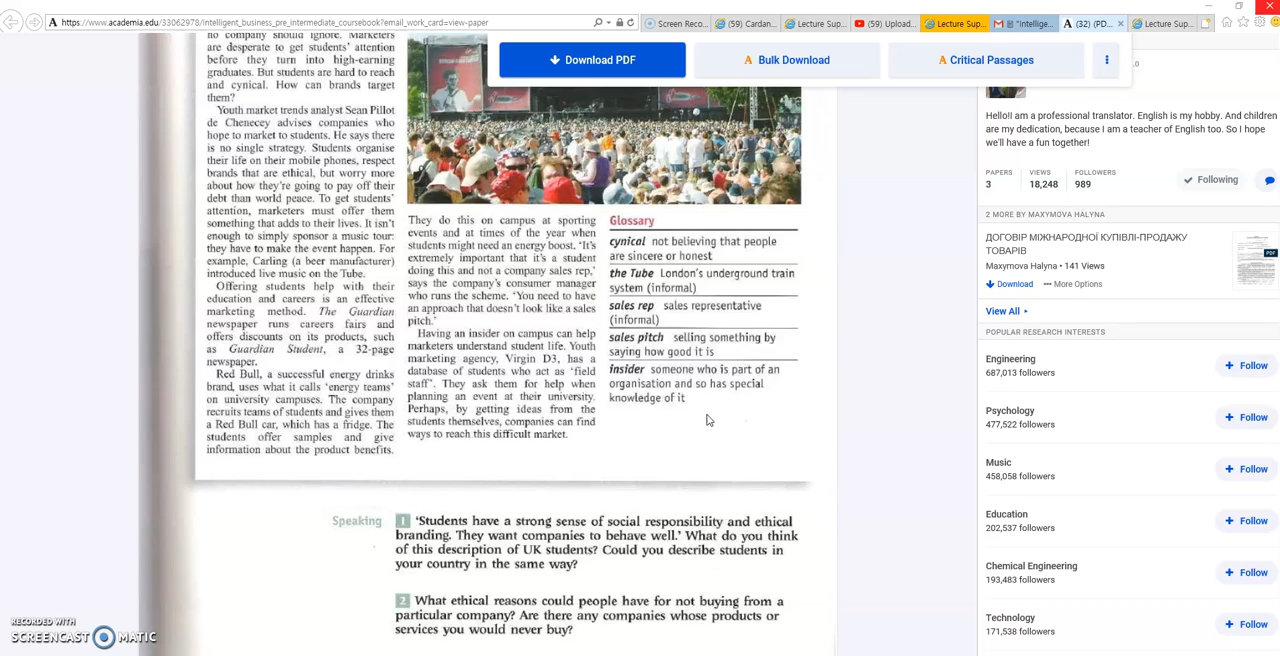 https://www.academia.edu/33062978/Intelligent_business_pre_intermediate_coursebook?email_work_card=view-paper
Screen Reco...
(59) Cardan...
Lecture Sup...
(59) Upload...
Lecture Sup...
"Intellige...
(32) (PD...
Lecture Sup...
Download PDF
Bulk Download
Critical Passages
no company should ignore. Marketers
are desperate to get students' attention
before they turn into high-earning
graduates. But students are hard to reach
and cynical. How can brands target
them?
Youth market trends analyst Sean Pillot
de Chenecey advises companies who
hope to market to students. He says there
is no single strategy. Students organise
their life on their mobile phones, respect
brands that are ethical, but worry more
about how they're going to pay off their
debt than world peace. To get students'
attention, marketers must offer them
something that adds to their lives. It isn't
enough to simply sponsor a music tour:
they have to make the event happen. For
example, Carling (a beer manufacturer)
introduced live music on the Tube.
Offering students help with their
education and careers is an effective
marketing method. The Guardian
newspaper runs careers fairs and
offers discounts on its products, such
as Guardian Student, a 32-page
newspaper.
Red Bull, a successful energy drinks
brand, uses what it calls 'energy teams'
on university campuses. The company
recruits teams of students and gives them
a Red Bull car, which has a fridge. The
students offer samples and give
information about the product benefits.
They do this on campus at sporting
events and at times of the year when
students might need an energy boost. 'It's
extremely important that it's a student
doing this and not a company sales rep,'
says the company's consumer manager
who runs the scheme. 'You need to have
an approach that doesn't look like a sales
pitch.'
Having an insider on campus can help
marketers understand student life. Youth
marketing agency, Virgin D3, has a
database of students who act as 'field
staff'. They ask them for help when
planning an event at their university.
Perhaps, by getting ideas from the
students themselves, companies can find
ways to reach this difficult market.
Glossary
cynical not believing that people
are sincere or honest
the Tube London's underground train
system (informal)
sales rep sales representative
(informal)
sales pitch selling something by
saying how good it is
insider someone who is part of an
organisation and so has special
knowledge of it
Speaking
1 'Students have a strong sense of social responsibility and ethical
branding. They want companies to behave well.' What do you think
of this description of UK students? Could you describe students in
your country in the same way?
2 What ethical reasons could people have for not buying from a
particular company? Are there any companies whose products or
services you would never buy?
Hello!I am a professional translator. English is my hobby. And children
are my dedication, because I am a teacher of English too. So I hope
we'll have a fun together!
PAPERS VIEWS FOLLOWERS
3 18,248 989
Following
2 MORE BY MAXYMOVA HALYNA
ДОГОВІР МІЖНАРОДНОЇ КУПІВЛІ-ПРОДАЖУ
ТОВАРІВ
Maxymova Halyna • 141 Views
Download ••• More Options
PDF
View All
POPULAR RESEARCH INTERESTS
Engineering
687,013 followers
+ Follow
Psychology
477,522 followers
+ Follow
Music
458,058 followers
+ Follow
Education
202,537 followers
+ Follow
Chemical Engineering
193,483 followers
+ Follow
Technology
171,538 followers
+ Follow
RECORDED WITH
SCREENCAST MATIC